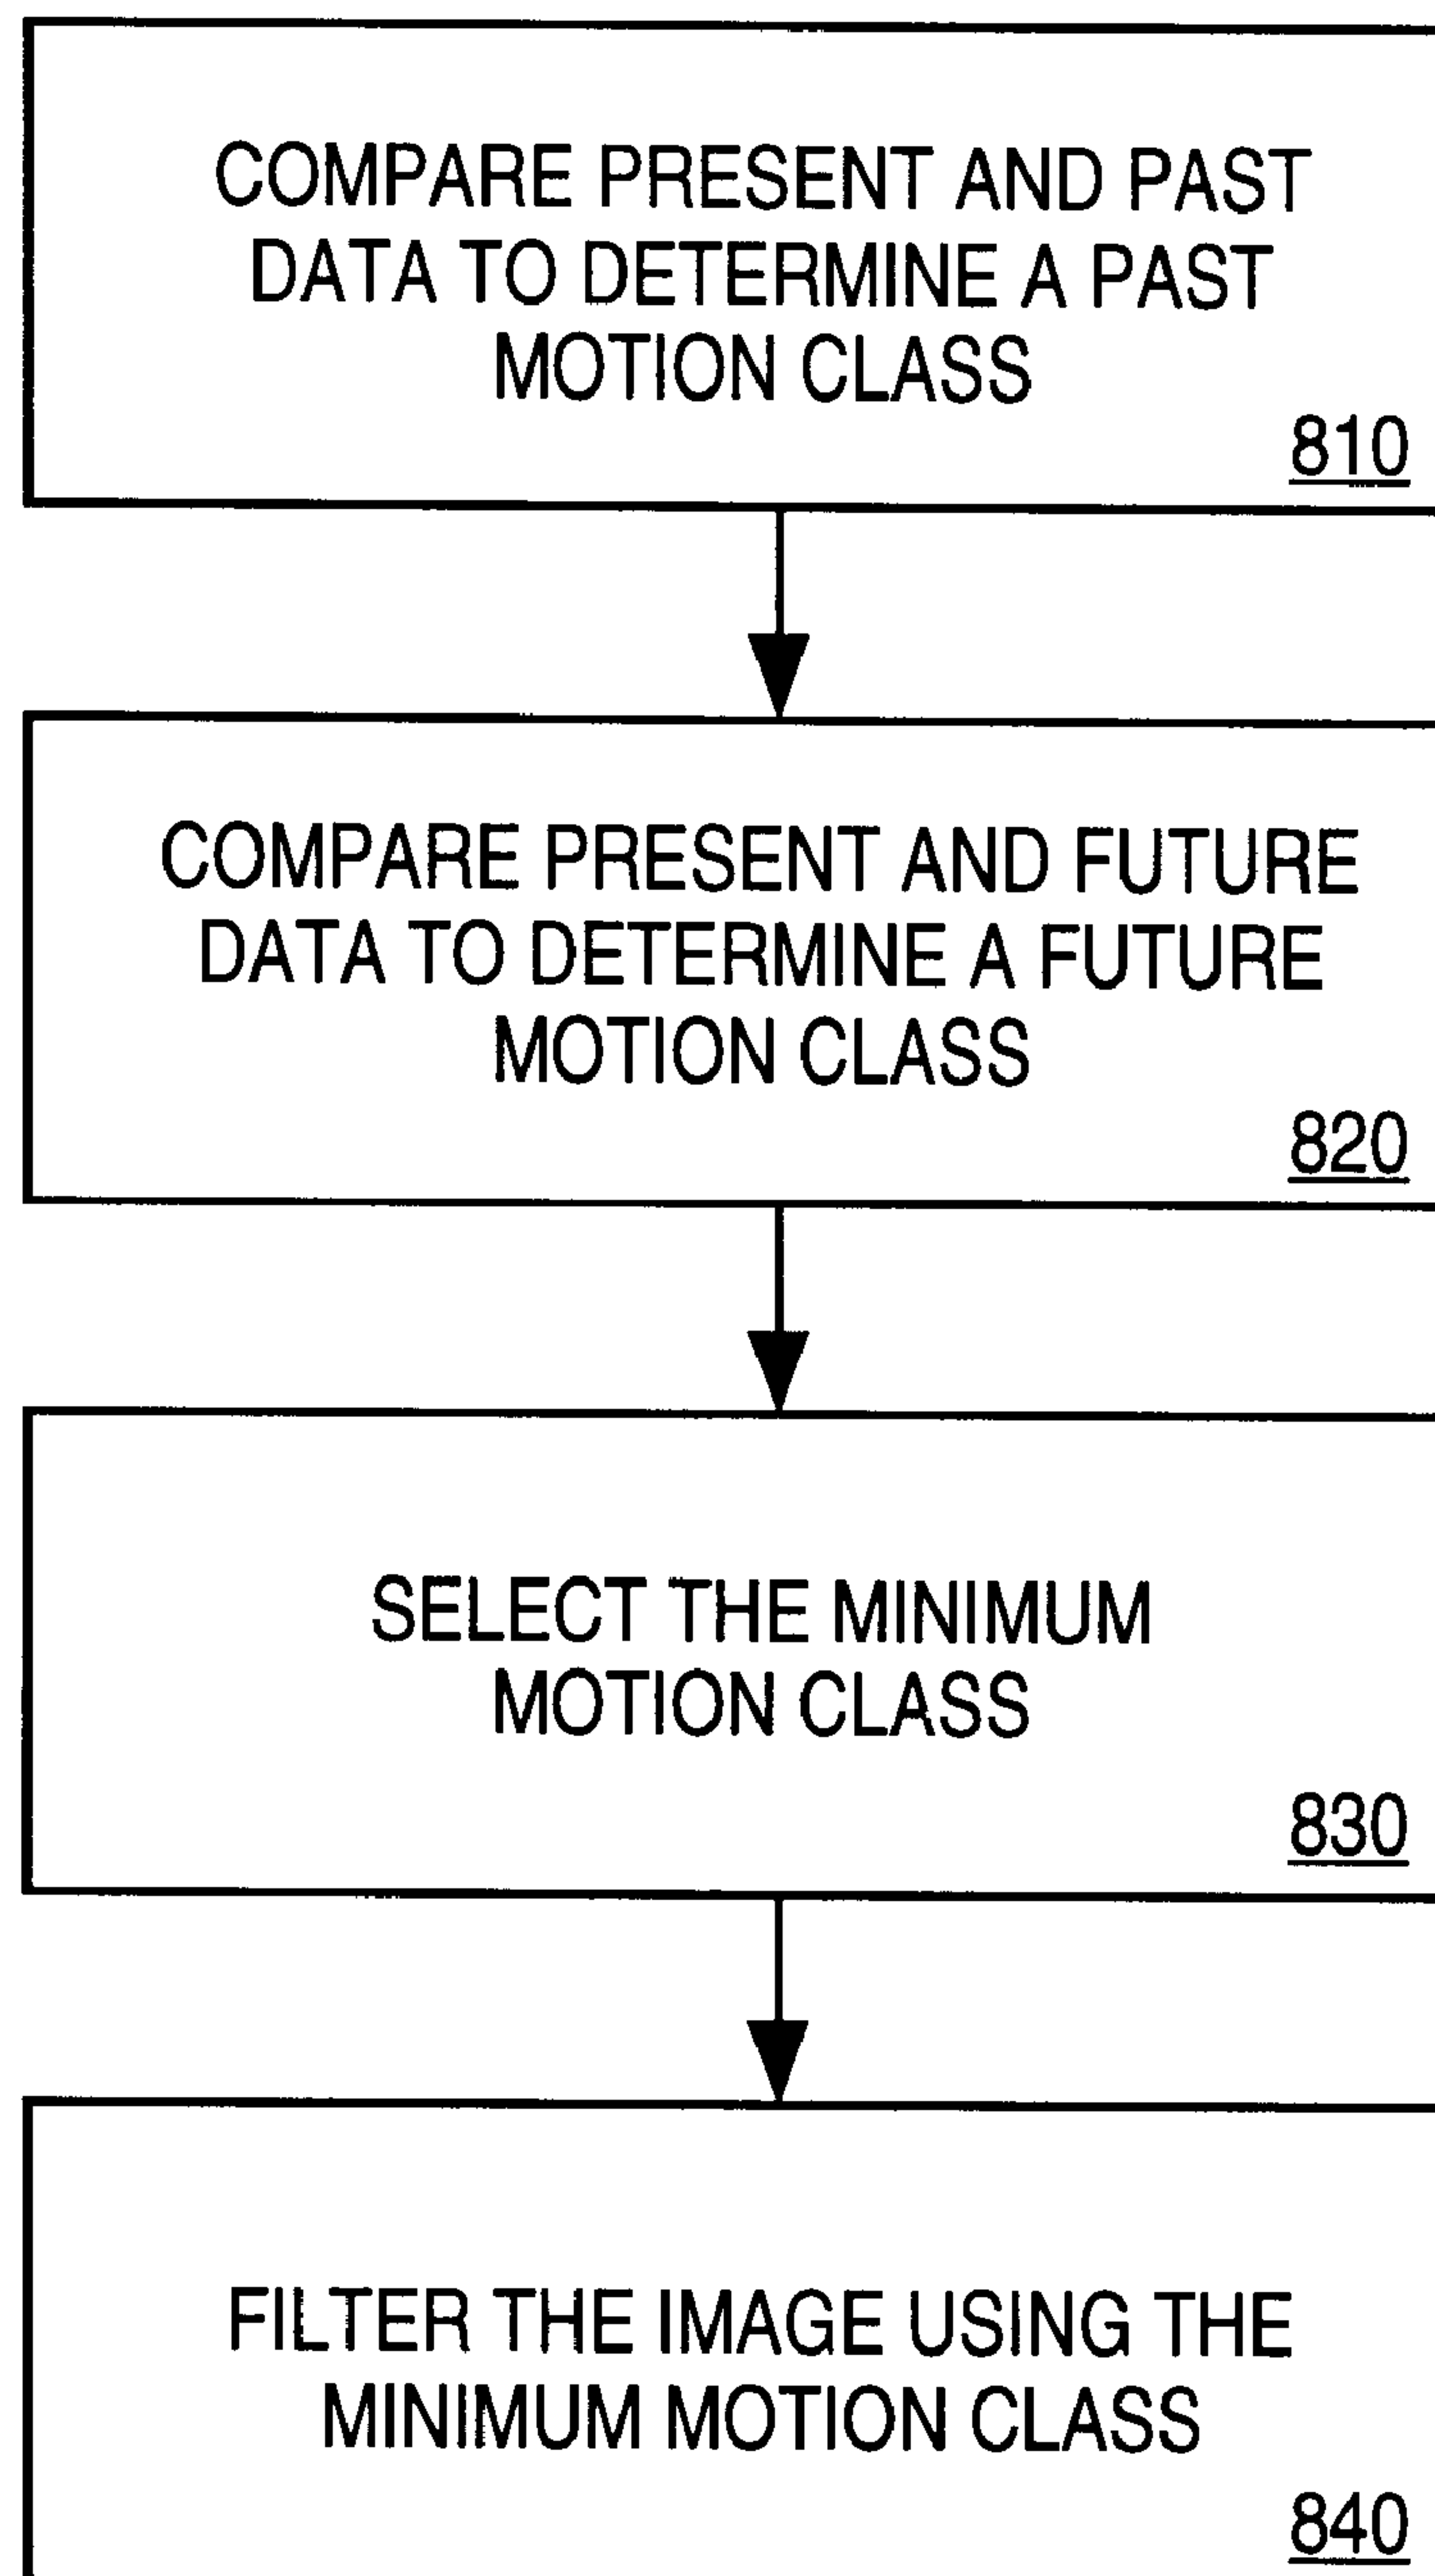 COMPARE PRESENT AND PAST
DATA TO DETERMINE A PAST
MOTION CLASS
810
COMPARE PRESENT AND FUTURE
DATA TO DETERMINE A FUTURE
MOTION CLASS
820
SELECT THE MINIMUM
MOTION CLASS
830
FILTER THE IMAGE USING THE
MINIMUM MOTION CLASS
840